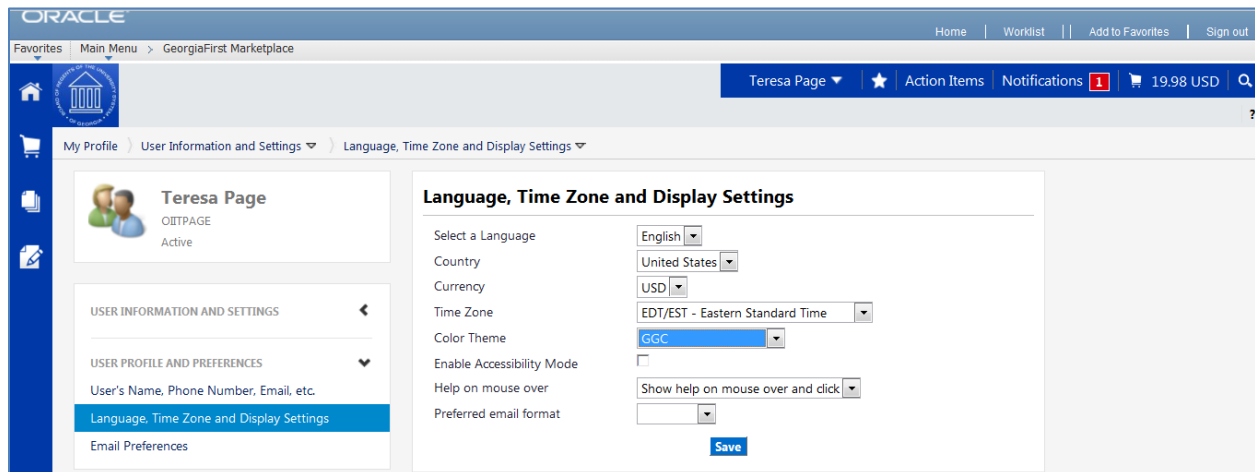 ORACLE
Home | Worklist | | Add to Favorites | Sign out
Favorites Main Menu > GeorgiaFirst Marketplace
Teresa Page Action Items Notifications 1 19.98 USD
?
My Profile User Information and Settings Language, Time Zone and Display Settings
Teresa Page
OIITPAGE
Active
USER INFORMATION AND SETTINGS
USER PROFILE AND PREFERENCES
User's Name, Phone Number, Email, etc.
Language, Time Zone and Display Settings
Email Preferences
Language, Time Zone and Display Settings
Select a Language English
Country United States
Currency USD
Time Zone EDT/EST - Eastern Standard Time
Color Theme GGC
Enable Accessibility Mode
Help on mouse over Show help on mouse over and click
Preferred email format
Save